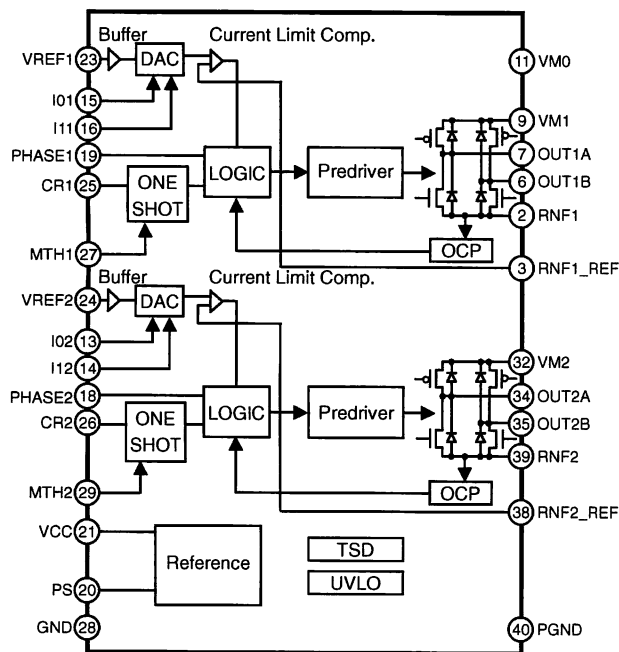 Buffer
Current Limit Comp.
VREF1 23
DAC
11 VM0
I01 15
I11 16
9 VM1
PHASE1 19
LOGIC
Predriver
7 OUT1A
CR1 25
ONE
SHOT
6 OUT1B
2 RNF1
OCP
MTH1 27
3 RNF1_REF
Buffer
Current Limit Comp.
VREF2 24
DAC
I02 13
I12 14
32 VM2
PHASE2 18
LOGIC
Predriver
34 OUT2A
CR2 26
ONE
SHOT
35 OUT2B
39 RNF2
MTH2 29
OCP
38 RNF2_REF
VCC 21
Reference
TSD
PS 20
UVLO
GND 28
40 PGND